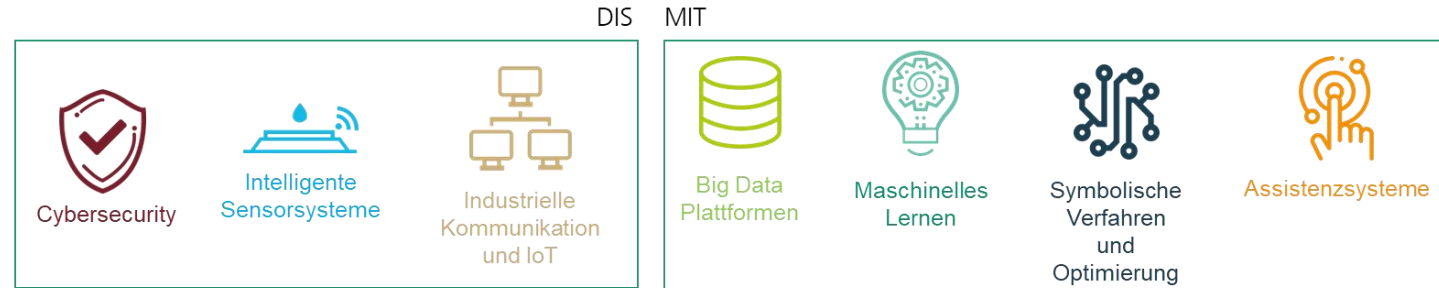 DIS MIT
Cybersecurity
Intelligente
Sensorsysteme
Industrielle
Kommunikation
und IoT
Big Data
Plattformen
Maschinelles
Lernen
Symbolische
Verfahren
und
Optimierung
Assistenzsysteme